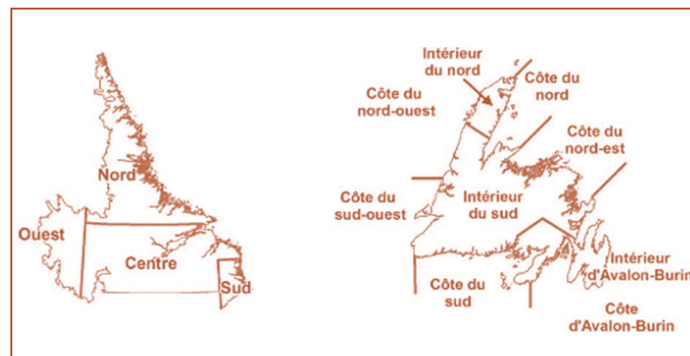 Nord
Ouest
Centre
Sud
Intérieur
du nord
Côte du
nord
Côte du
nord-ouest
Côte du
nord-est
Côte du
sud-ouest
Intérieur
du sud
Intérieur
d'Avalon-Burin
Côte du
sud
Côte
d'Avalon-Burin